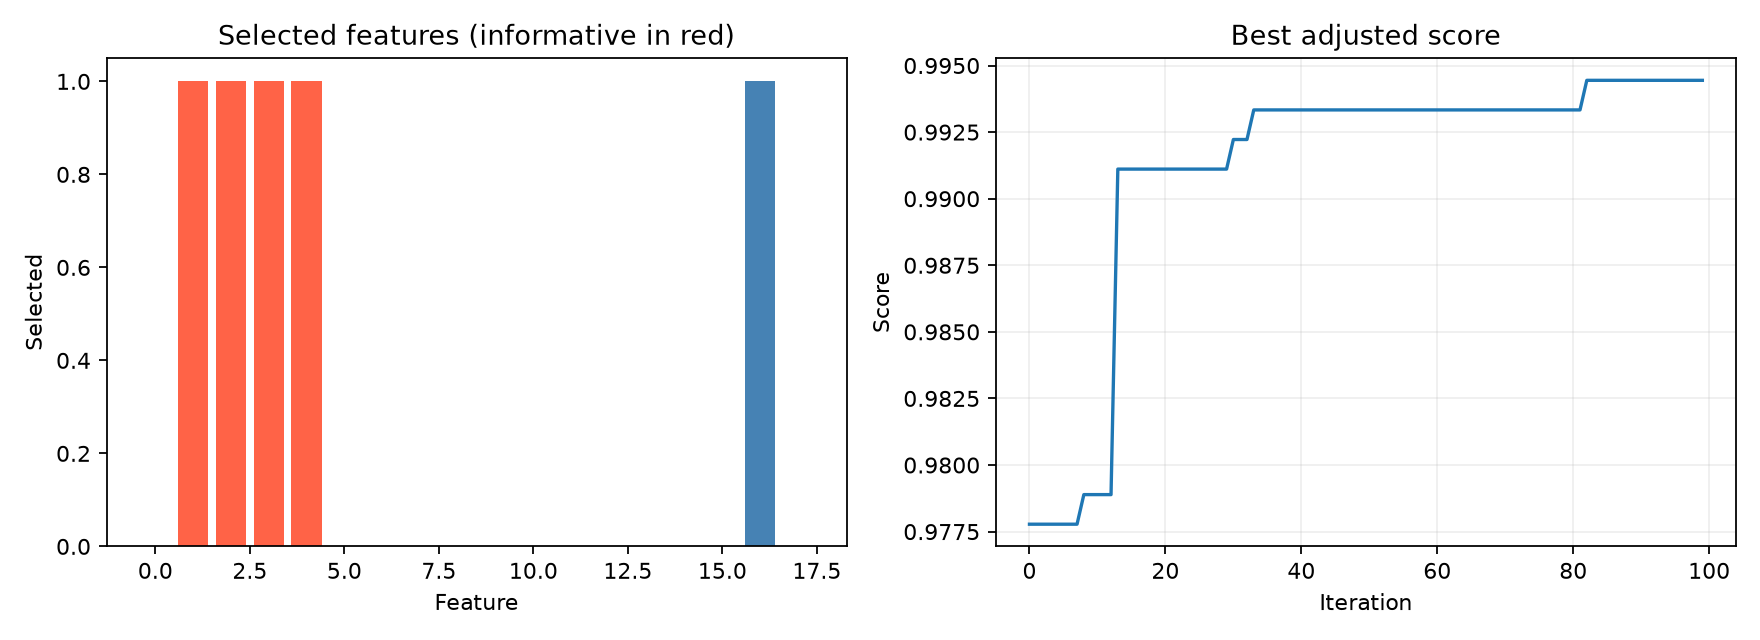 Selected features (informative in red)
1.0
0.8
0.6
0.4
0.2
0.0
Selected
0.0 2.5 5.0 7.5 10.0 12.5 15.0 17.5
Feature
Best adjusted score
0.9950
0.9925
0.9900
0.9875
0.9850
0.9825
0.9800
0.9775
Score
0 20 40 60 80 100
Iteration